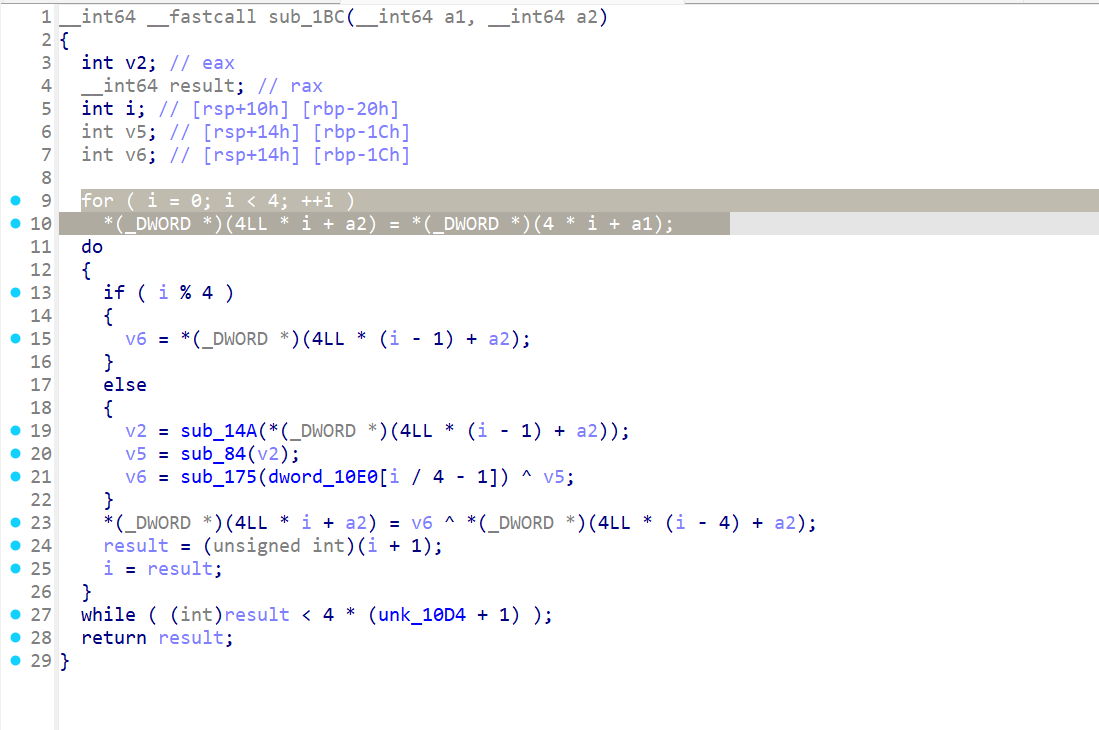 1 __int64 __fastcall sub_1BC(__int64 a1, __int64 a2)
2 {
3   int v2; // eax
4   __int64 result; // rax
5   int i; // [rsp+10h] [rbp-20h]
6   int v5; // [rsp+14h] [rbp-1Ch]
7   int v6; // [rsp+14h] [rbp-1Ch]
8
9   for ( i = 0; i < 4; ++i )
10     *(_DWORD *)(4LL * i + a2) = *(_DWORD *)(4 * i + a1);
11   do
12   {
13     if ( i % 4 )
14     {
15       v6 = *(_DWORD *)(4LL * (i - 1) + a2);
16     }
17     else
18     {
19       v2 = sub_14A(*(_DWORD *)(4LL * (i - 1) + a2));
20       v5 = sub_84(v2);
21       v6 = sub_175(dword_10E0[i / 4 - 1]) ^ v5;
22     }
23     *(_DWORD *)(4LL * i + a2) = v6 ^ *(_DWORD *)(4LL * (i - 4) + a2);
24     result = (unsigned int)(i + 1);
25     i = result;
26   }
27   while ( (int)result < 4 * (unk_10D4 + 1) );
28   return result;
29 }